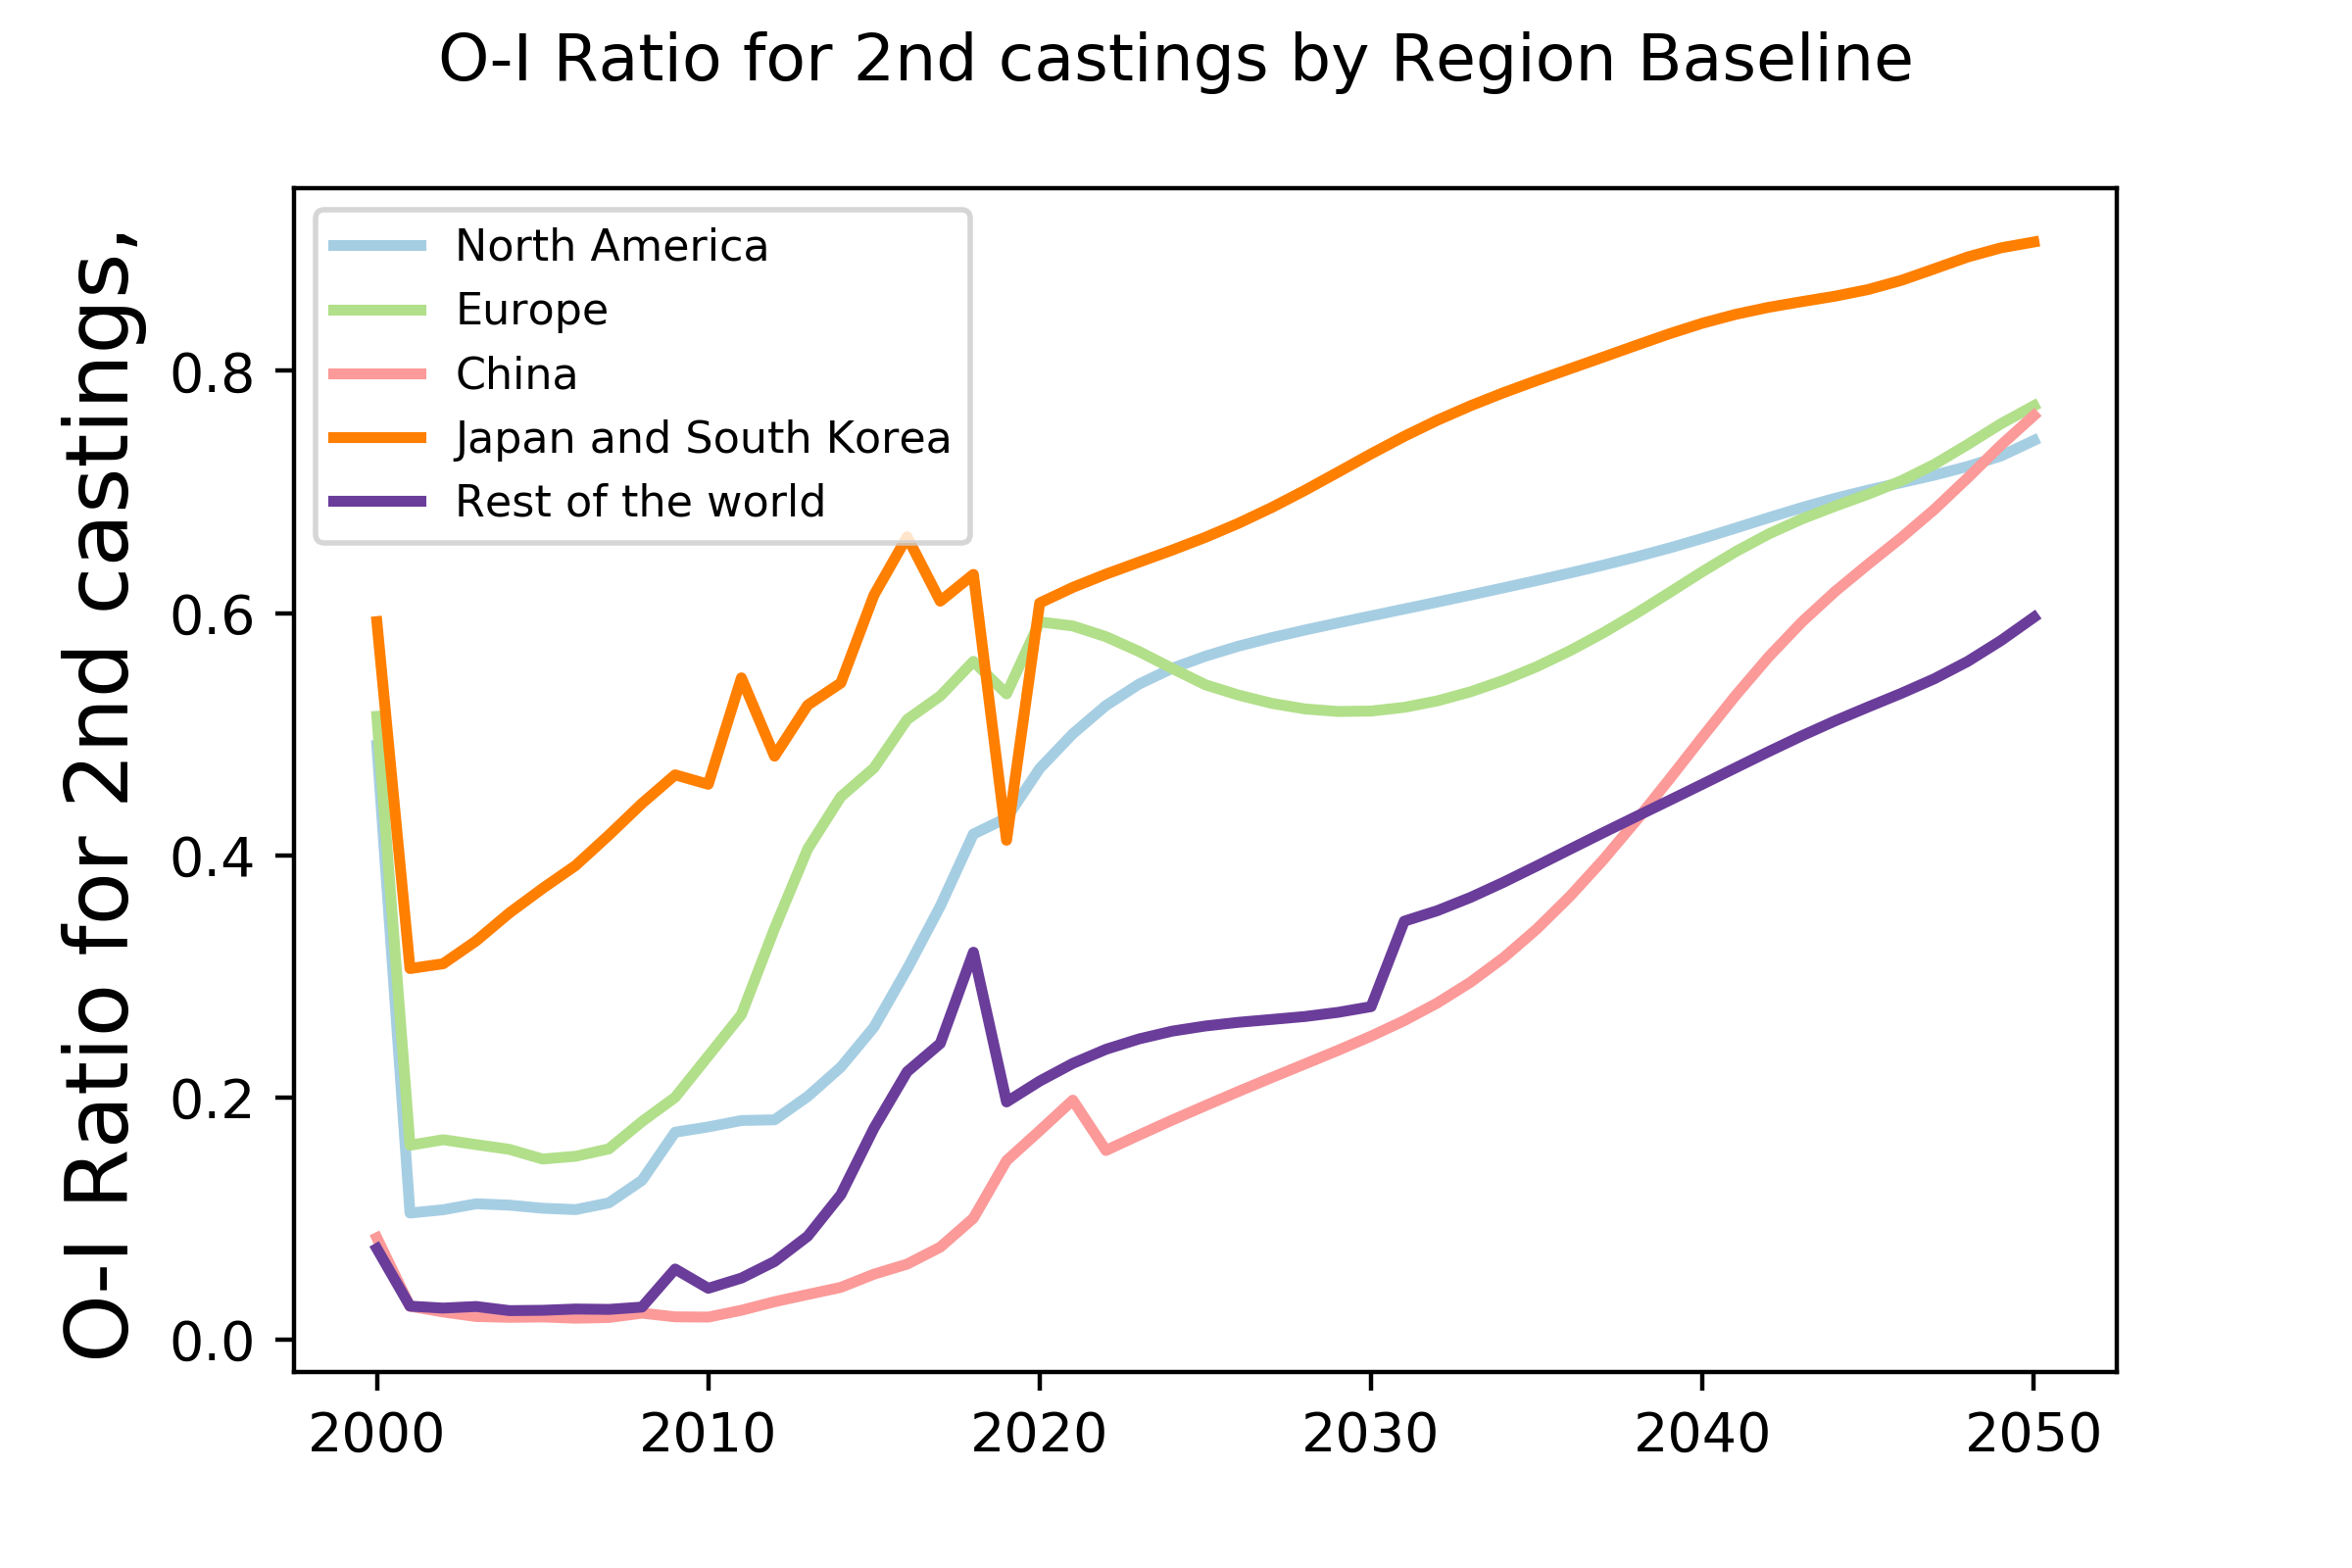 O-I Ratio for 2nd castings by Region Baseline
O-I Ratio for 2nd castings,
North America
Europe
China
Japan and South Korea
Rest of the world
0.8
0.6
0.4
0.2
0.0
2000 2010 2020 2030 2040 2050